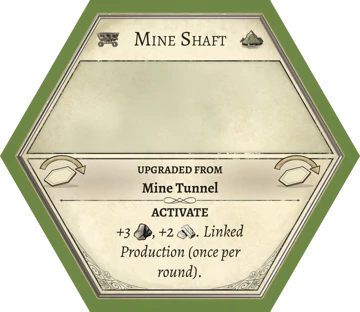 Mine Shaft
UPGRADED FROM
Mine Tunnel
ACTIVATE
+3 , +2 . Linked
Production (once per
round).